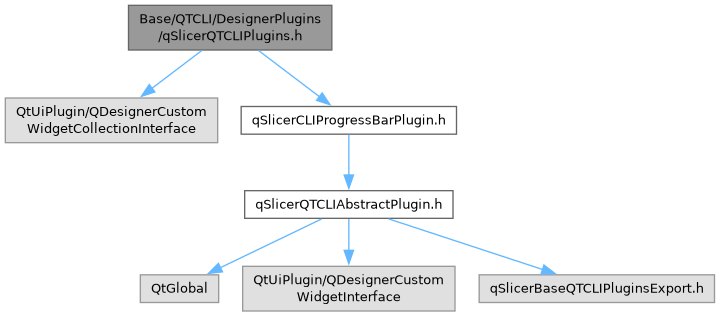 Base/QTCLI/DesignerPlugins
/qSlicerQTCLIPlugins.h
QtUiPlugin/QDesignerCustom
WidgetCollectionInterface
qSlicerCLIProgressBarPlugin.h
qSlicerQTCLIAbstractPlugin.h
QtGlobal
QtUiPlugin/QDesignerCustom
WidgetInterface
qSlicerBaseQTCLIPluginsExport.h